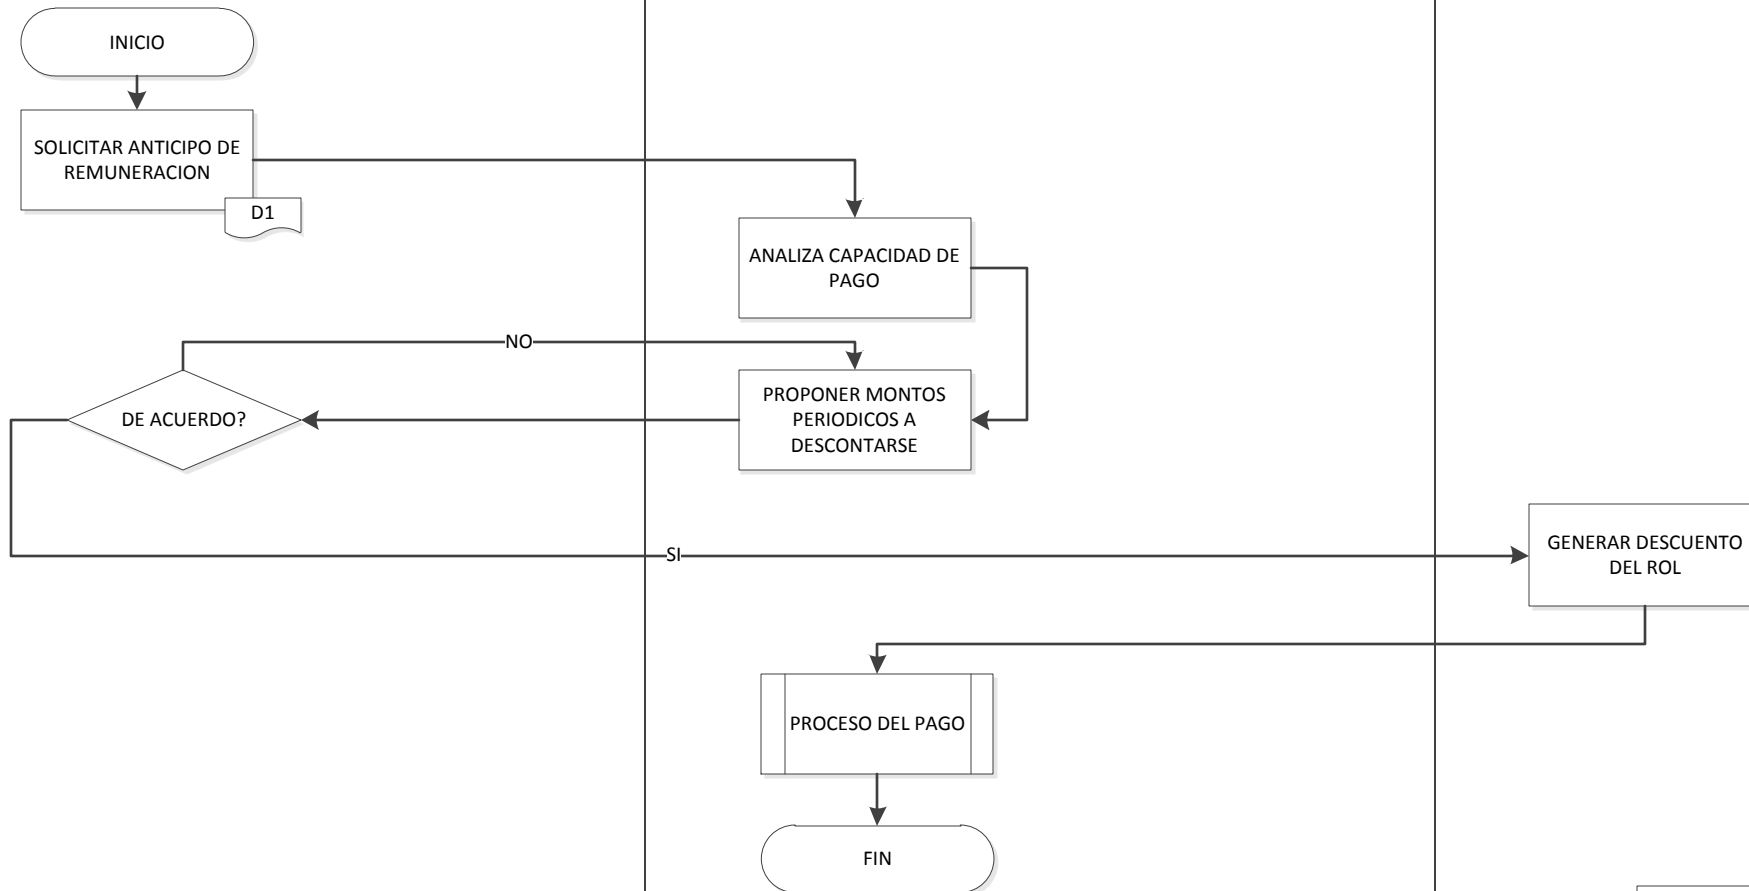 INICIO
SOLICITAR ANTICIPO DE
REMUNERACION
D1
ANALIZA CAPACIDAD DE
PAGO
NO
DE ACUERDO?
PROPONER MONTOS
PERIODICOS A
DESCONTARSE
SI
GENERAR DESCUENTO
DEL ROL
PROCESO DEL PAGO
FIN